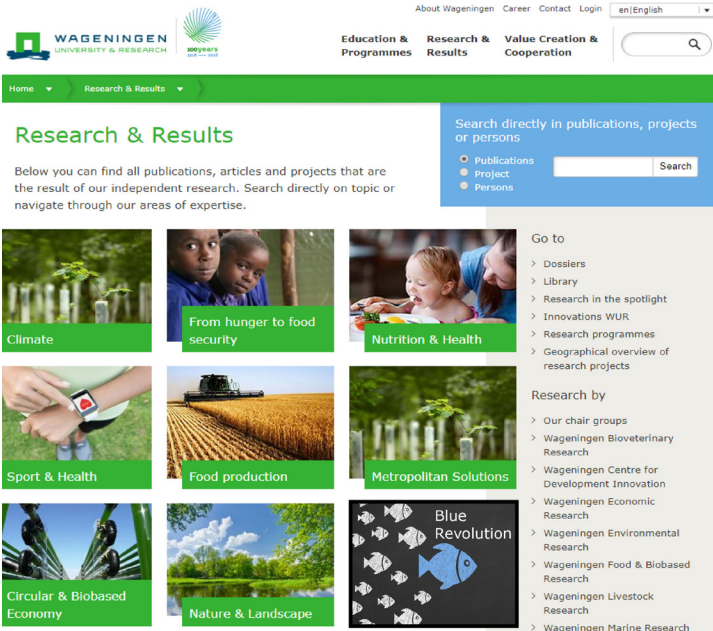 About Wageningen Career Contact Login en|English
WAGENINGEN
UNIVERSITY & RESEARCH
100years
1918 — 2018
Education & Programmes
Research & Results
Value Creation & Cooperation
Home
Research & Results
Research & Results
Below you can find all publications, articles and projects that are
the result of our independent research. Search directly on topic or
navigate through our areas of expertise.
Search directly in publications, projects
or persons
Publications
Project
Persons
Search
Climate
From hunger to food
security
Nutrition & Health
Sport & Health
Food production
Metropolitan Solutions
Circular & Biobased
Economy
Nature & Landscape
Blue
Revolution
Go to
> Dossiers
> Library
> Research in the spotlight
> Innovations WUR
> Research programmes
> Geographical overview of
research projects
Research by
> Our chair groups
> Wageningen Bioveterinary
Research
> Wageningen Centre for
Development Innovation
> Wageningen Economic
Research
> Wageningen Environmental
Research
> Wageningen Food & Biobased
Research
> Wageningen Livestock
Research
> Wageningen Marine Research